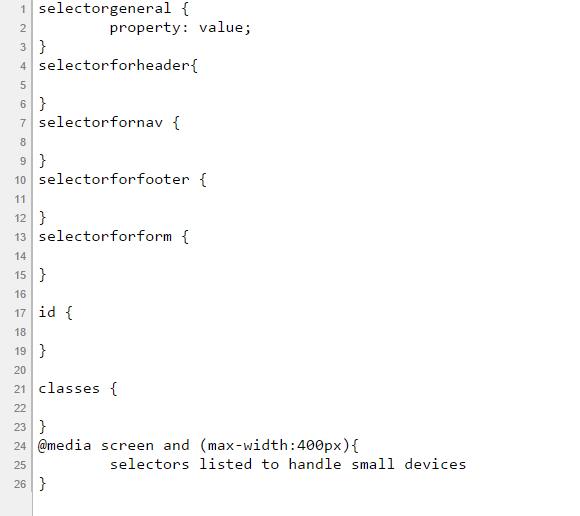 1 selectorgeneral {
2 property: value;
3 }
4 selectorforheader{
5
6 }
7 selectorfornav {
8
9 }
10 selectorforfooter {
11
12 }
13 selectorforform {
14
15 }
16
17 id {
18
19 }
20
21 classes {
22
23 }
24 @media screen and (max-width:400px){
25 selectors listed to handle small devices
26 }